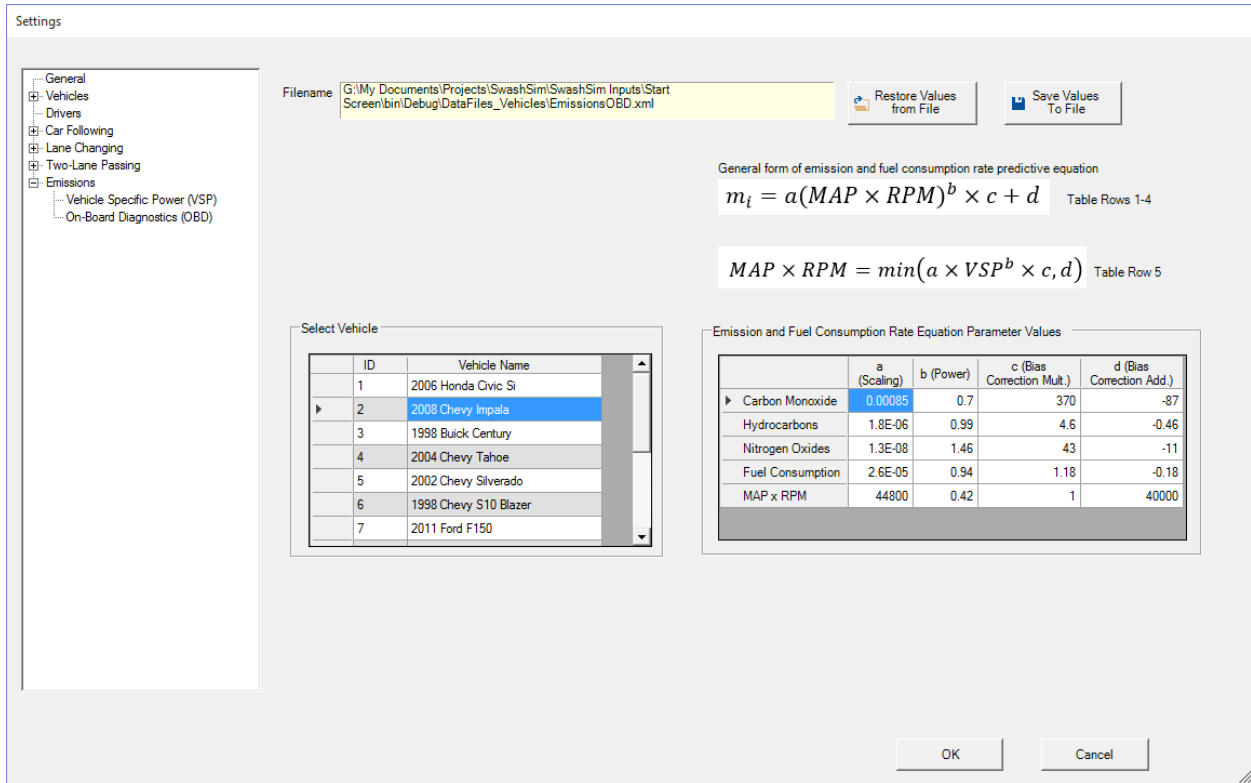 Settings
General
Vehicles
Drivers
Car Following
Lane Changing
Two-Lane Passing
Emissions
Vehicle Specific Power (VSP)
On-Board Diagnostics (OBD)
Filename
G:\My Documents\Projects\SwashSim\SwashSim Inputs\Start
Screen\bin\Debug\DataFiles_Vehicles\EmissionsOBD.xml
Restore Values
from File
Save Values
To File
General form of emission and fuel consumption rate predictive equation
m_i = a(MAP × RPM)^b × c + d Table Rows 1-4
MAP × RPM = min(a × VSP^b × c, d) Table Row 5
Select Vehicle
ID Vehicle Name
1 2006 Honda Civic Si
2 2008 Chevy Impala
3 1998 Buick Century
4 2004 Chevy Tahoe
5 2002 Chevy Silverado
6 1998 Chevy S10 Blazer
7 2011 Ford F150
Emission and Fuel Consumption Rate Equation Parameter Values
a
(Scaling)
b (Power)
c (Bias
Correction Mult.)
d (Bias
Correction Add.)
Carbon Monoxide 0.00085 0.7 370 -87
Hydrocarbons 1.8E-06 0.99 4.6 -0.46
Nitrogen Oxides 1.3E-08 1.46 43 -11
Fuel Consumption 2.6E-05 0.94 1.18 -0.18
MAP x RPM 44800 0.42 1 40000
OK
Cancel